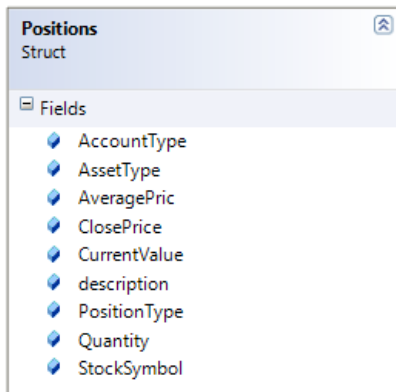 Positions
Struct
Fields
AccountType
AssetType
AveragePric
ClosePrice
CurrentValue
description
PositionType
Quantity
StockSymbol